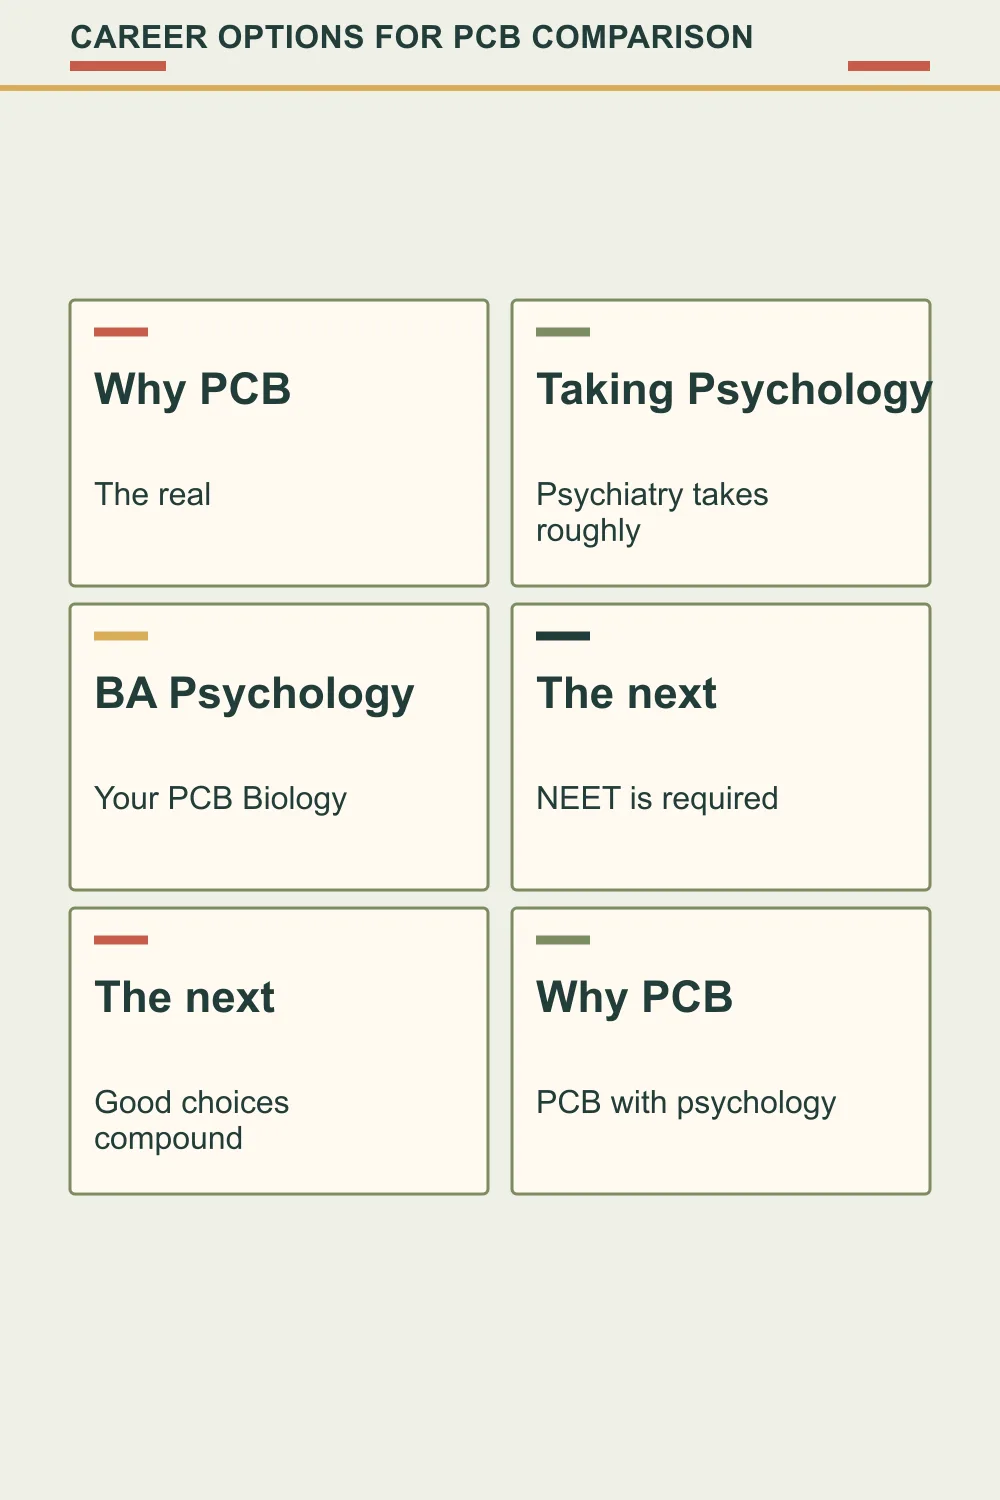 CAREER OPTIONS FOR PCB COMPARISON
Why PCB
The real
Taking Psychology
Psychiatry takes
roughly
BA Psychology
Your PCB Biology
The next
NEET is required
The next
Good choices
compound
Why PCB
PCB with psychology